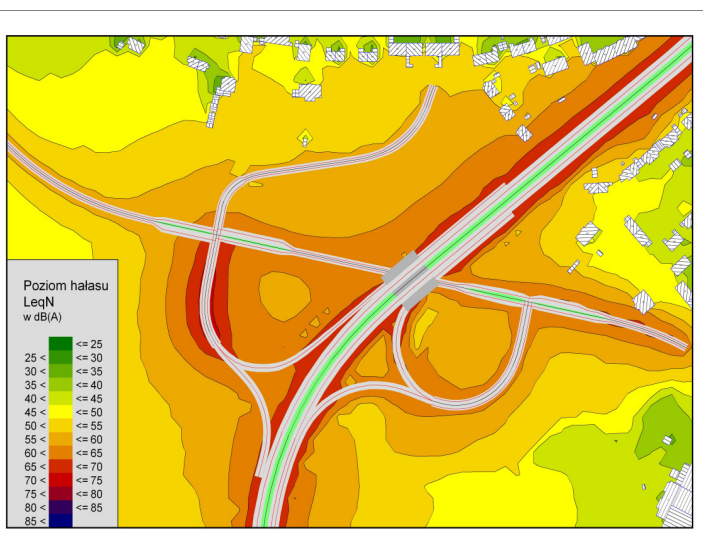 Poziom hałasu
LeqN
w dB(A)
<= 25
25 < <= 30
30 < <= 35
35 < <= 40
40 < <= 45
45 < <= 50
50 < <= 55
55 < <= 60
60 < <= 65
65 < <= 70
70 < <= 75
75 < <= 80
80 < <= 85
85 <